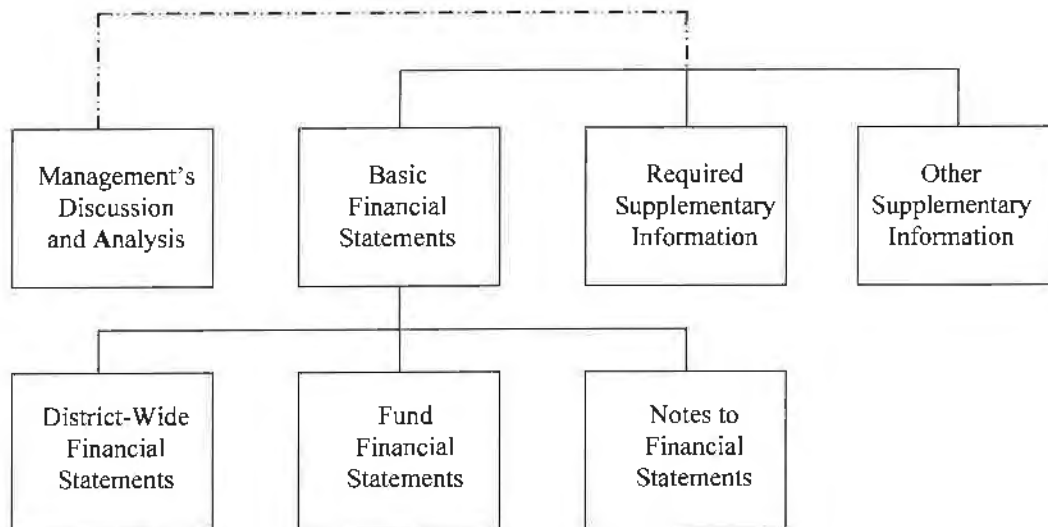 Management's
Discussion
and Analysis
Basic
Financial
Statements
Required
Supplementary
Information
Other
Supplementary
Information
District-Wide
Financial
Statements
Fund
Financial
Statements
Notes to
Financial
Statements